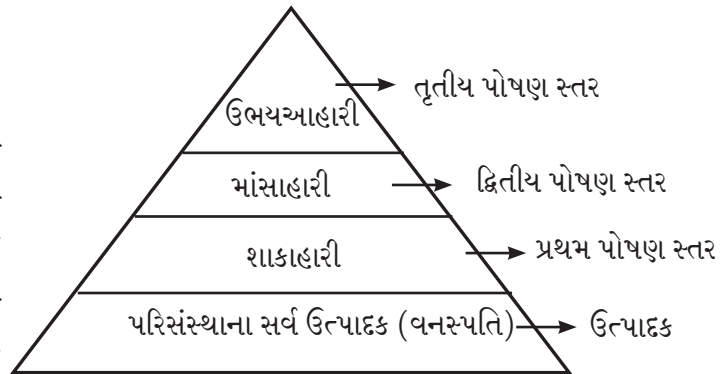 તૃતીય પોષણ સ્તર
ઉભયઆહારી
માંસાહારી
દ્વિતીય પોષણ સ્તર
શાકાહારી
પ્રથમ પોષણ સ્તર
પરિસંસ્થાના સર્વ ઉત્પાદક (વનસ્પતિ)
ઉત્પાદક